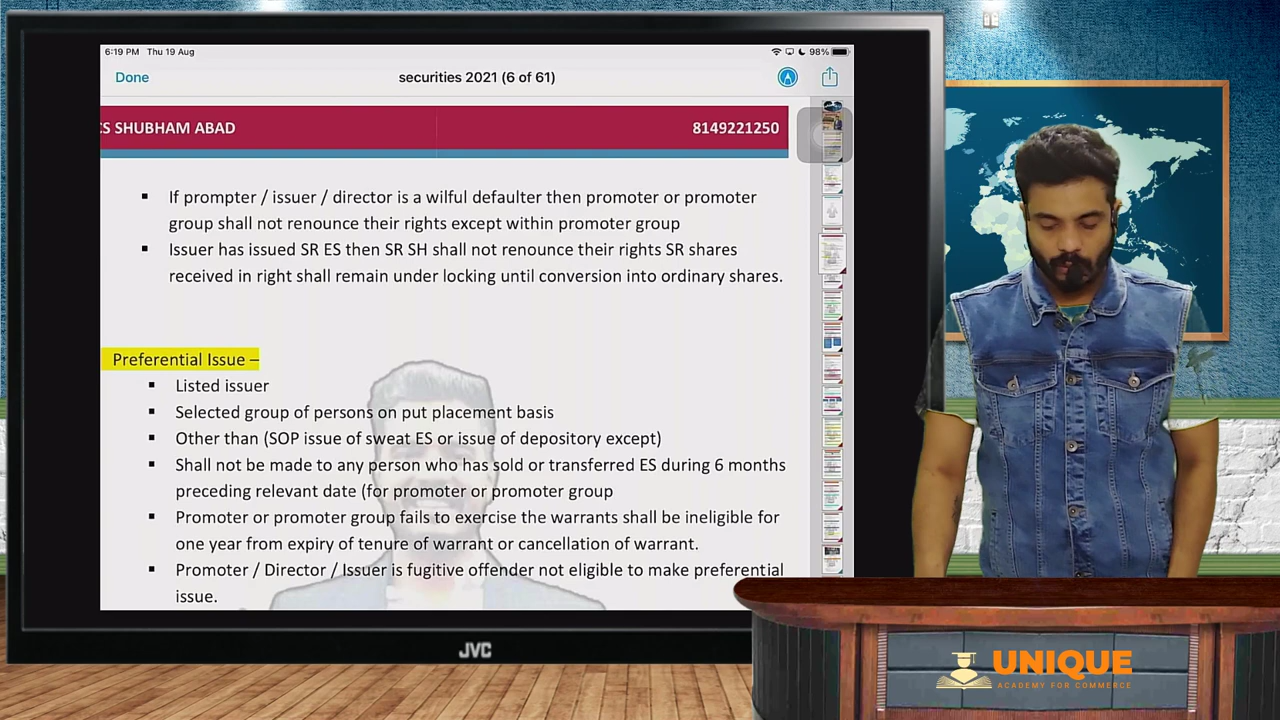 6:19 PM Thu 19 Aug
98%
Done
securities 2021 (6 of 61)
CS SHUBHAM ABAD
8149221250
▪ If prompter / issuer / director is a wilful defaulter then promoter or promoter
group shall not renounce their rights except within promoter group
▪ Issuer has issued SR ES then SR SH shall not renounce their rights SR shares
received in right shall remain under locking until conversion into ordinary shares.
Preferential Issue –
▪ Listed issuer
▪ Selected group of persons on put placement basis
▪ Other than (SOP issue of sweat ES or issue of depository except)
▪ Shall not be made to any person who has sold or transferred ES during 6 months
preceding relevant date (for promoter or promoter group
▪ Promoter or promoter group fails to exercise the warrants shall be ineligible for
one year from expiry of tenure of warrant or cancellation of warrant.
▪ Promoter / Director / Issuer is fugitive offender not eligible to make preferential
issue.
JVC
UNIQUE
ACADEMY FOR COMMERCE